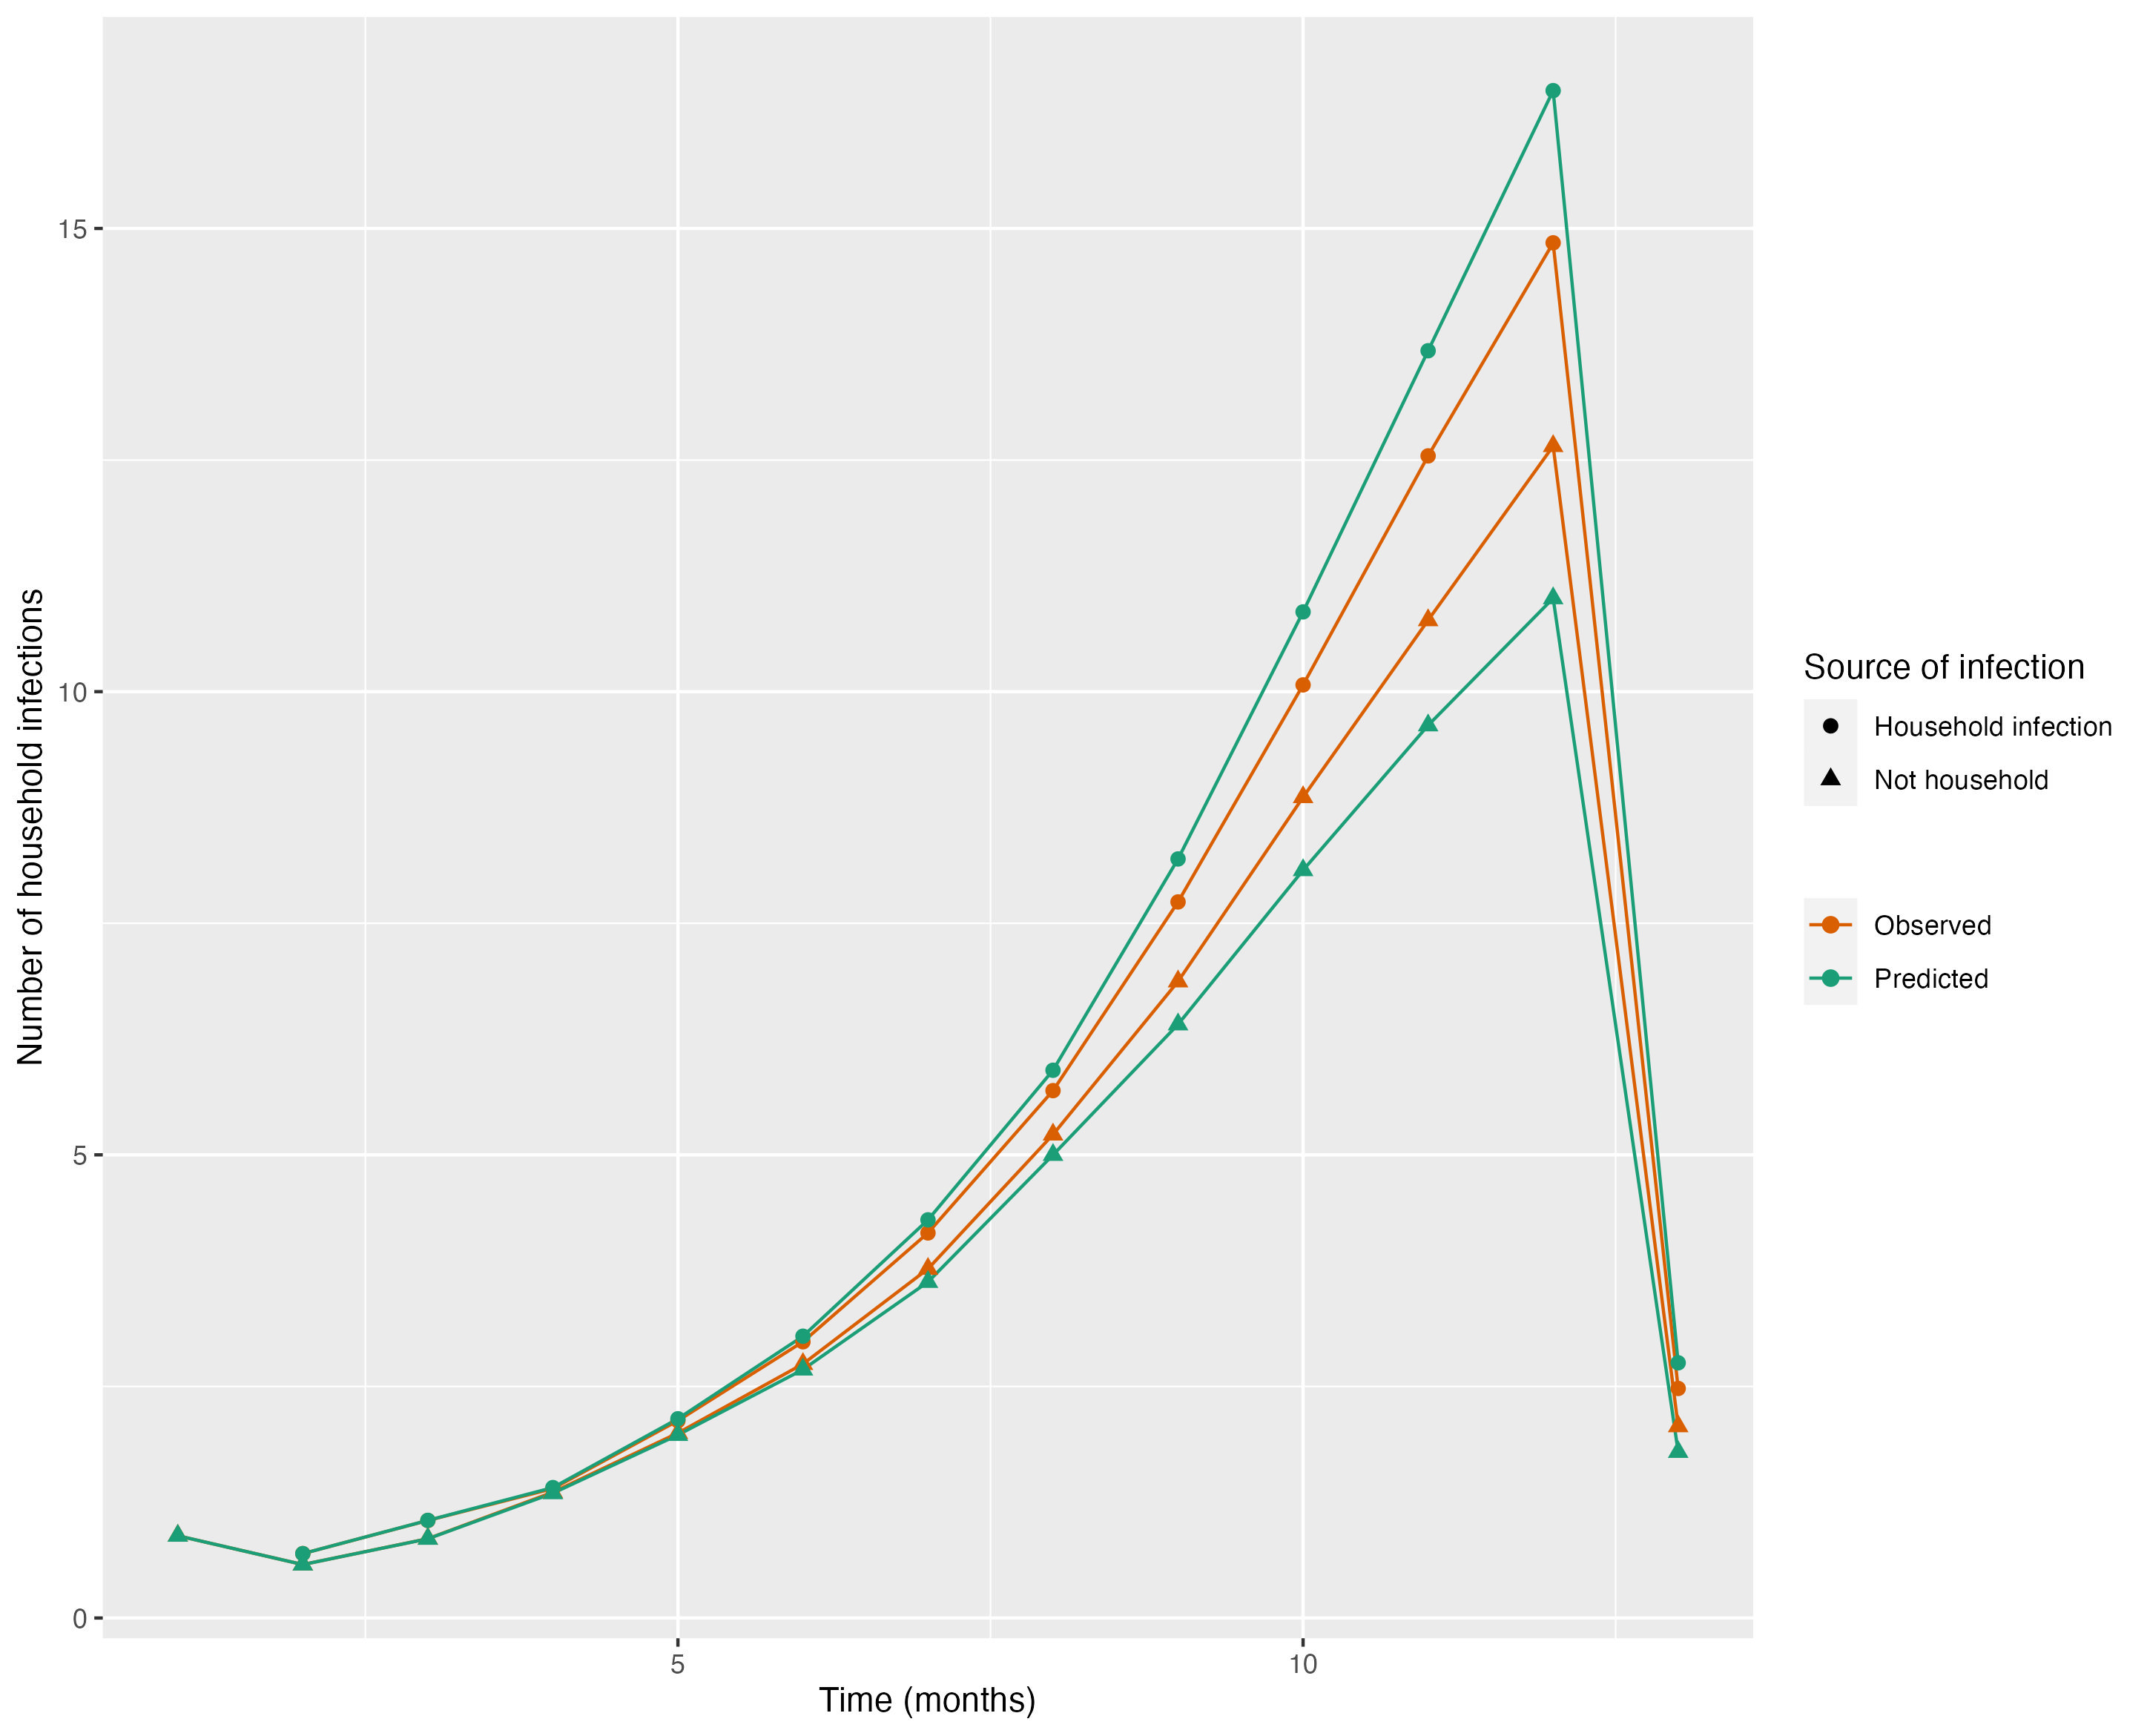 Number of household infections
15
10
5
0
5
10
Time (months)
Source of infection
Household infection
Not household
Observed
Predicted